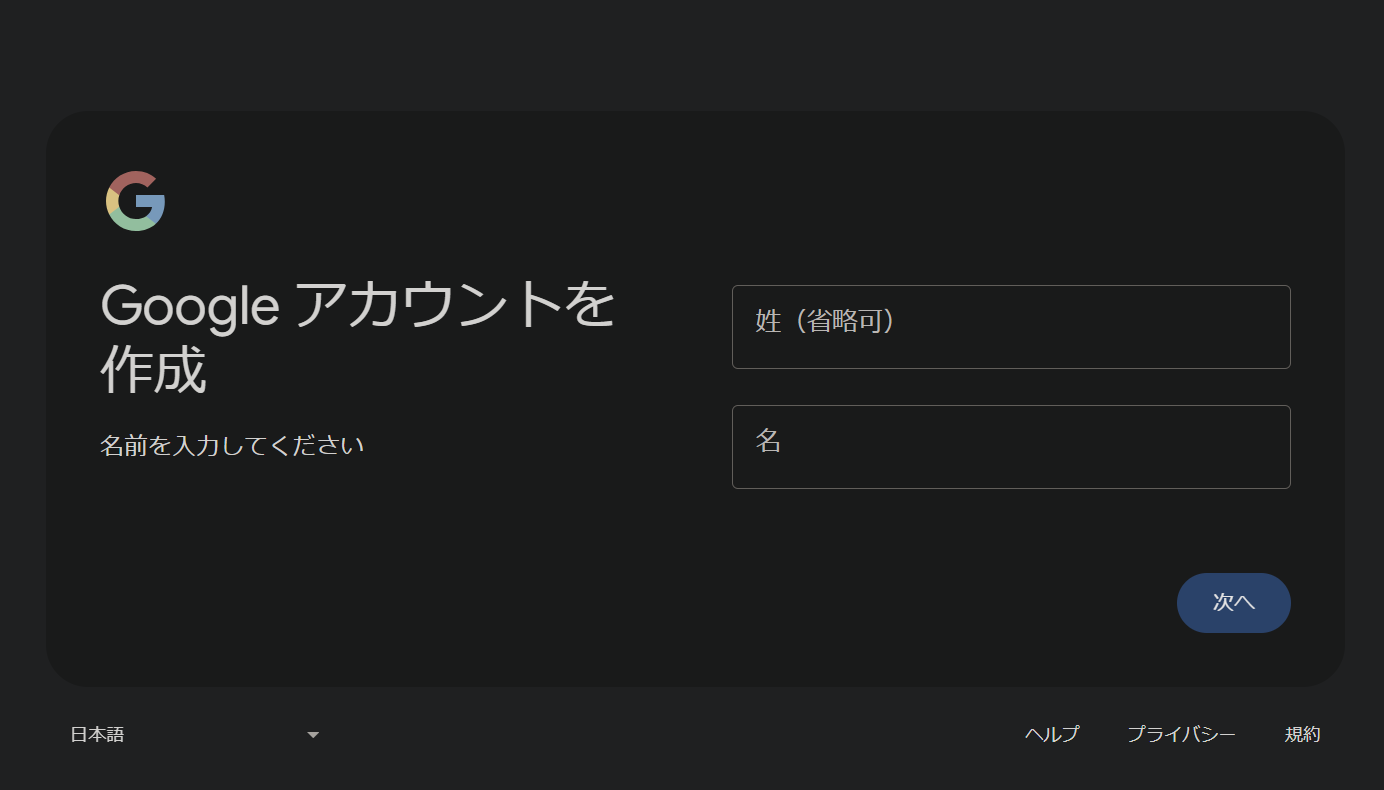 Google アカウントを
作成
名前を入力してください
姓（省略可）
名
次へ
日本語
ヘルプ
プライバシー
規約